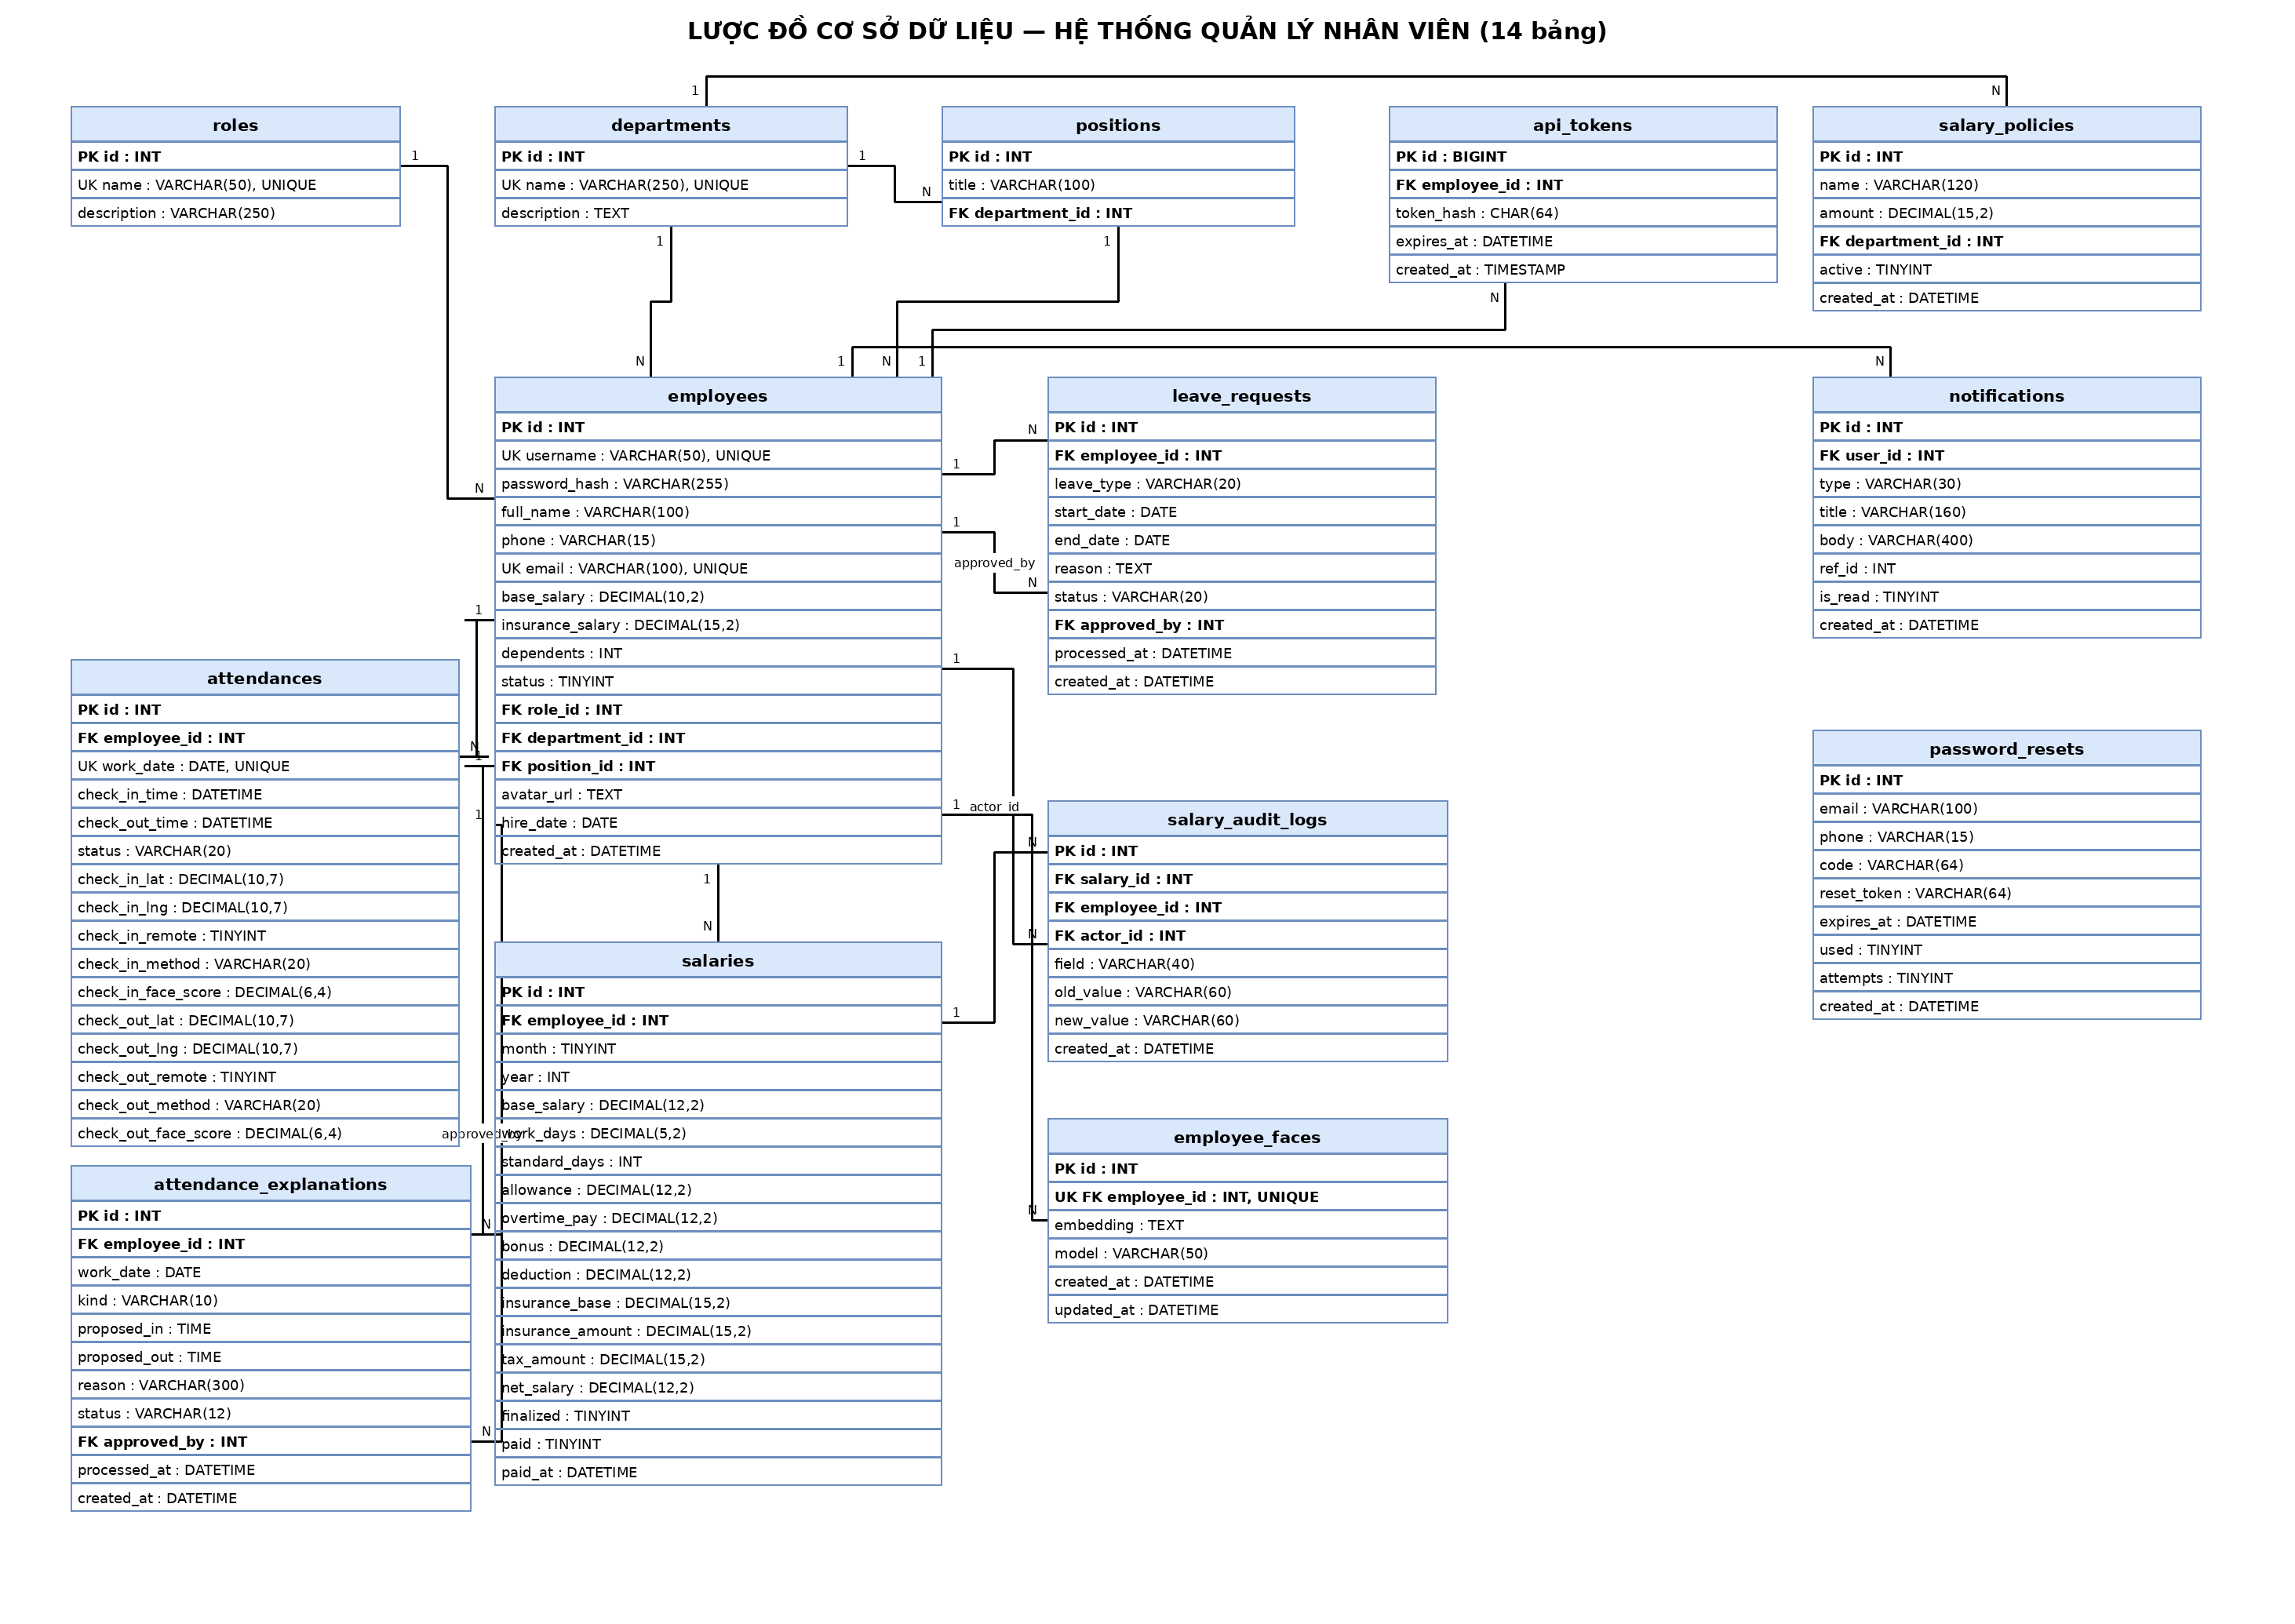 LƯỢC ĐỒ CƠ SỞ DỮ LIỆU — HỆ THỐNG QUẢN LÝ NHÂN VIÊN (14 bảng)
1
N
roles
PK id : INT
UK name : VARCHAR(50), UNIQUE
description : VARCHAR(250)
1
departments
PK id : INT
UK name : VARCHAR(250), UNIQUE
description : TEXT
1
N
1
positions
PK id : INT
title : VARCHAR(100)
FK department_id : INT
1
api_tokens
PK id : BIGINT
FK employee_id : INT
token_hash : CHAR(64)
expires_at : DATETIME
created_at : TIMESTAMP
N
salary_policies
PK id : INT
name : VARCHAR(120)
amount : DECIMAL(15,2)
FK department_id : INT
active : TINYINT
created_at : DATETIME
N
1
N
1
N
employees
PK id : INT
UK username : VARCHAR(50), UNIQUE
password_hash : VARCHAR(255)
full_name : VARCHAR(100)
phone : VARCHAR(15)
UK email : VARCHAR(100), UNIQUE
base_salary : DECIMAL(10,2)
insurance_salary : DECIMAL(15,2)
dependents : INT
status : TINYINT
FK role_id : INT
FK department_id : INT
FK position_id : INT
avatar_url : TEXT
hire_date : DATE
created_at : DATETIME
N
1
1
1
1
N
1
approved_by
N
1
1
actor_id
1
N
leave_requests
PK id : INT
FK employee_id : INT
leave_type : VARCHAR(20)
start_date : DATE
end_date : DATE
reason : TEXT
status : VARCHAR(20)
FK approved_by : INT
processed_at : DATETIME
created_at : DATETIME
notifications
PK id : INT
FK user_id : INT
type : VARCHAR(30)
title : VARCHAR(160)
body : VARCHAR(400)
ref_id : INT
is_read : TINYINT
created_at : DATETIME
attendances
PK id : INT
FK employee_id : INT
UK work_date : DATE, UNIQUE
check_in_time : DATETIME
check_out_time : DATETIME
status : VARCHAR(20)
check_in_lat : DECIMAL(10,7)
check_in_lng : DECIMAL(10,7)
check_in_remote : TINYINT
check_in_method : VARCHAR(20)
check_in_face_score : DECIMAL(6,4)
check_out_lat : DECIMAL(10,7)
check_out_lng : DECIMAL(10,7)
check_out_remote : TINYINT
check_out_method : VARCHAR(20)
check_out_face_score : DECIMAL(6,4)
N
approved_by
salaries
PK id : INT
FK employee_id : INT
month : TINYINT
year : INT
base_salary : DECIMAL(12,2)
work_days : DECIMAL(5,2)
standard_days : INT
allowance : DECIMAL(12,2)
overtime_pay : DECIMAL(12,2)
bonus : DECIMAL(12,2)
deduction : DECIMAL(12,2)
insurance_base : DECIMAL(15,2)
insurance_amount : DECIMAL(15,2)
tax_amount : DECIMAL(15,2)
net_salary : DECIMAL(12,2)
finalized : TINYINT
paid : TINYINT
paid_at : DATETIME
1
N
N
salary_audit_logs
PK id : INT
FK salary_id : INT
FK employee_id : INT
FK actor_id : INT
field : VARCHAR(40)
old_value : VARCHAR(60)
new_value : VARCHAR(60)
created_at : DATETIME
password_resets
PK id : INT
email : VARCHAR(100)
phone : VARCHAR(15)
code : VARCHAR(64)
reset_token : VARCHAR(64)
expires_at : DATETIME
used : TINYINT
attempts : TINYINT
created_at : DATETIME
attendance_explanations
PK id : INT
FK employee_id : INT
work_date : DATE
kind : VARCHAR(10)
proposed_in : TIME
proposed_out : TIME
reason : VARCHAR(300)
status : VARCHAR(12)
FK approved_by : INT
processed_at : DATETIME
created_at : DATETIME
N
N
N
employee_faces
PK id : INT
UK FK employee_id : INT, UNIQUE
embedding : TEXT
model : VARCHAR(50)
created_at : DATETIME
updated_at : DATETIME